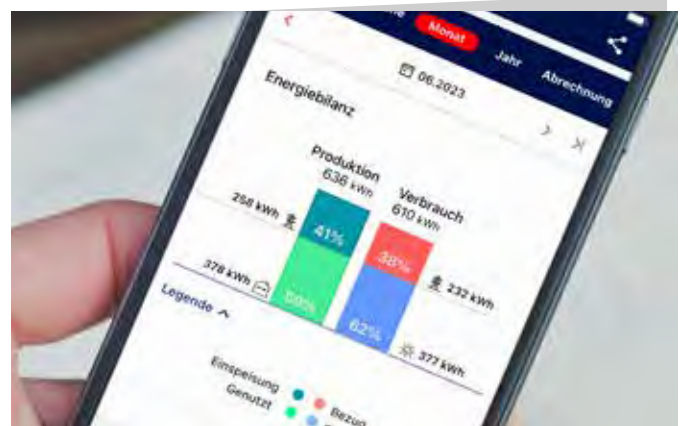 Monat
Jahr
Abrechnung
06.2023
Energiebilanz
Produktion
636 kWh
Verbrauch
610 kWh
258 kWh
41%
38%
232 kWh
378 kWh
59%
62%
377 kWh
Legende
Einspeisung
Genutzt
Bezug